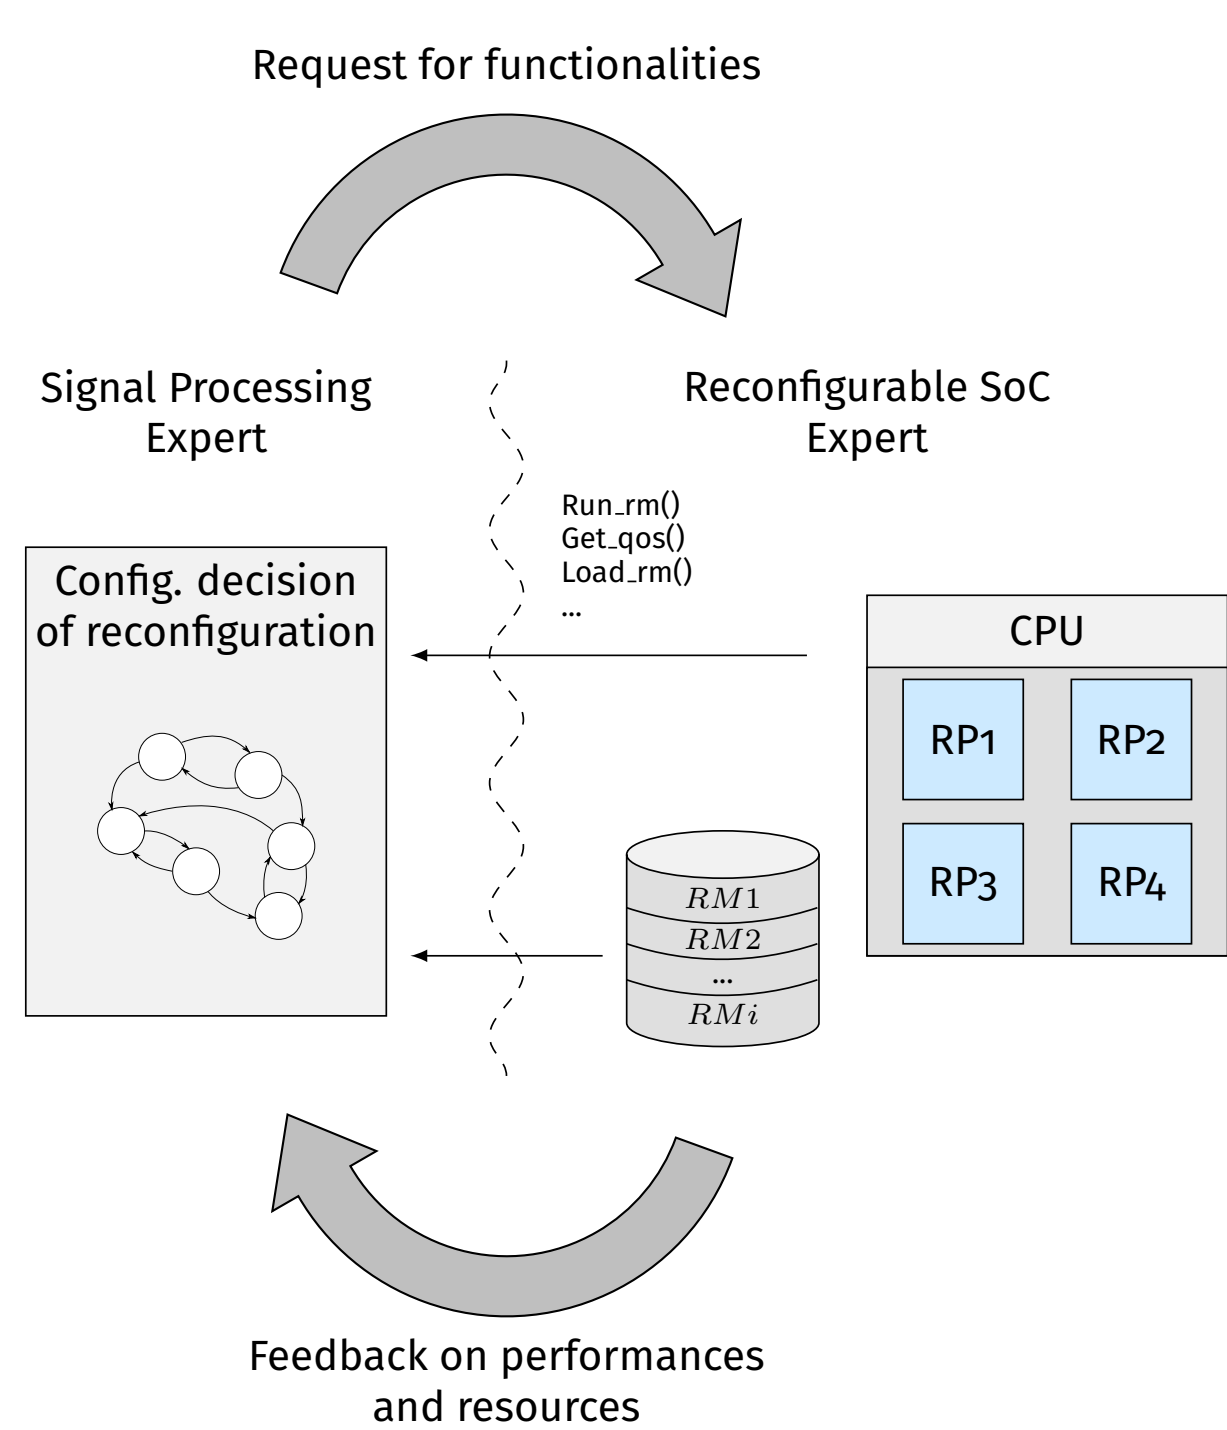 Request for functionalities
Signal Processing
Expert
Reconfigurable SoC
Expert
Run_rm()
Get_qos()
Load_rm()
...
Config. decision
of reconfiguration
CPU
RP1
RP2
RP3
RP4
RM1
RM2
...
RMi
Feedback on performances
and resources